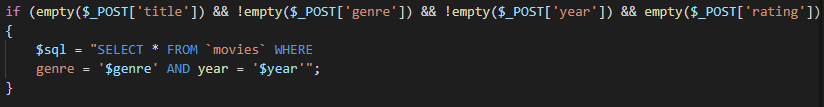 if (empty($_POST['title']) && !empty($_POST['genre']) && !empty($_POST['year']) && empty($_POST['rating'])
{
$sql = "SELECT * FROM `movies` WHERE
genre = '$genre' AND year = '$year'";
}